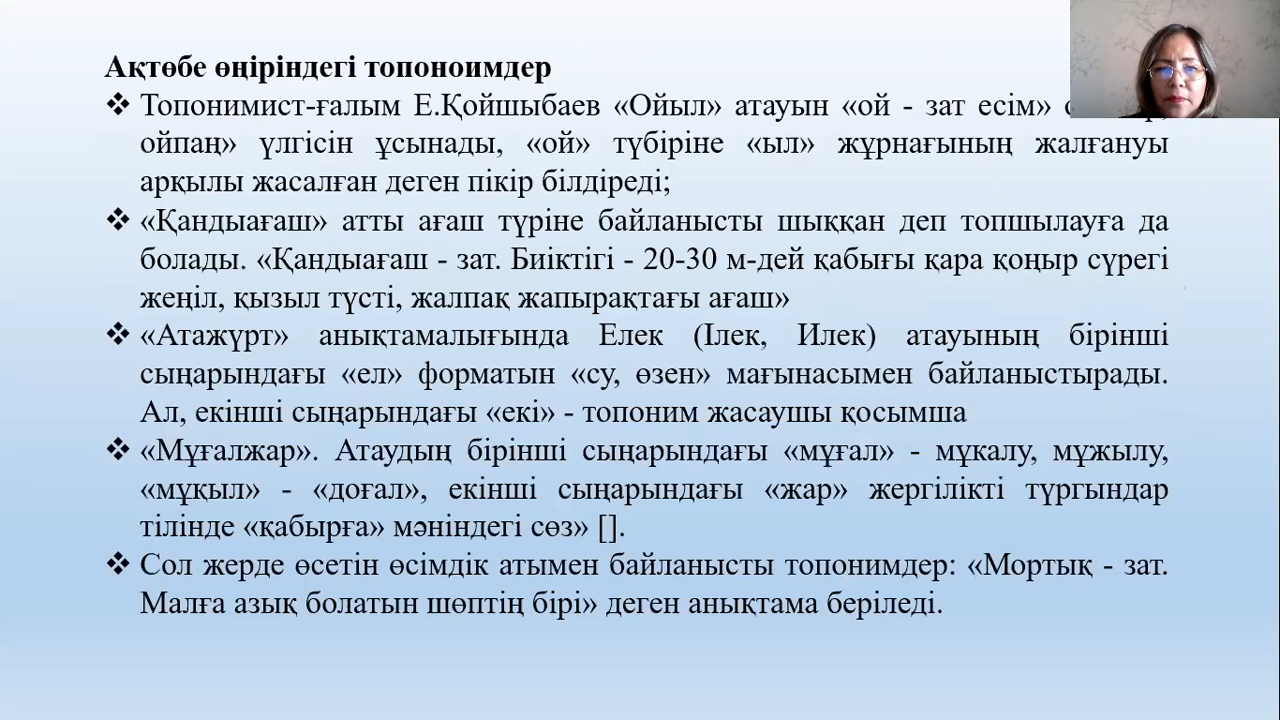 Ақтөбе өңіріндегі топоноимдер
❖ Топонимист-ғалым Е.Қойшыбаев «Ойыл» атауын «ой - зат есім»
ойпаң» үлгісін ұсынады, «ой» түбіріне «ыл» жұрнағының жалғануы
арқылы жасалған деген пікір білдіреді;
❖ «Қандыағаш» атты ағаш түріне байланысты шыққан деп топшылауға да
болады. «Қандыағаш - зат. Биіктігі - 20-30 м-дей қабығы қара қоңыр сүрегі
жеңіл, қызыл түсті, жалпақ жапырақтағы ағаш»
❖ «Атажүрт» анықтамалығында Елек (Ілек, Илек) атауының бірінші
сыңарындағы «ел» форматын «су, өзен» мағынасымен байланыстырады.
Ал, екінші сыңарындағы «екі» - топоним жасаушы қосымша
❖ «Мұғалжар». Атаудың бірінші сыңарындағы «мұғал» - мұкалу, мұжылу,
«мұқыл» - «доғал», екінші сыңарындағы «жар» жергілікті түргындар
тілінде «қабырға» мәніндегі сөз» [].
❖ Сол жерде өсетін өсімдік атымен байланысты топонимдер: «Мортық - зат.
Малға азық болатын шөптің бірі» деген анықтама беріледі.